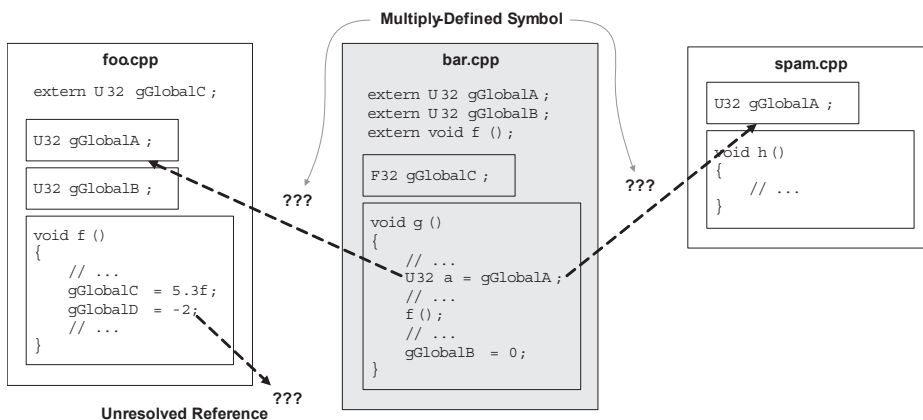 Multiply-Defined Symbol
foo.cpp
extern U32 gGlobalC;
U32 gGlobalA;
U32 gGlobalB;
void f()
{
// ...
gGlobalC = 5.3f;
gGlobalD = -2;
// ...
}
???
Unresolved Reference
???
bar.cpp
extern U32 gGlobalA;
extern U32 gGlobalB;
extern void f();
F32 gGlobalC;
void g()
{
// ...
U32 a = gGlobalA;
// ...
f();
// ...
gGlobalB = 0;
}
???
spam.cpp
U32 gGlobalA;
void h()
{
// ...
}